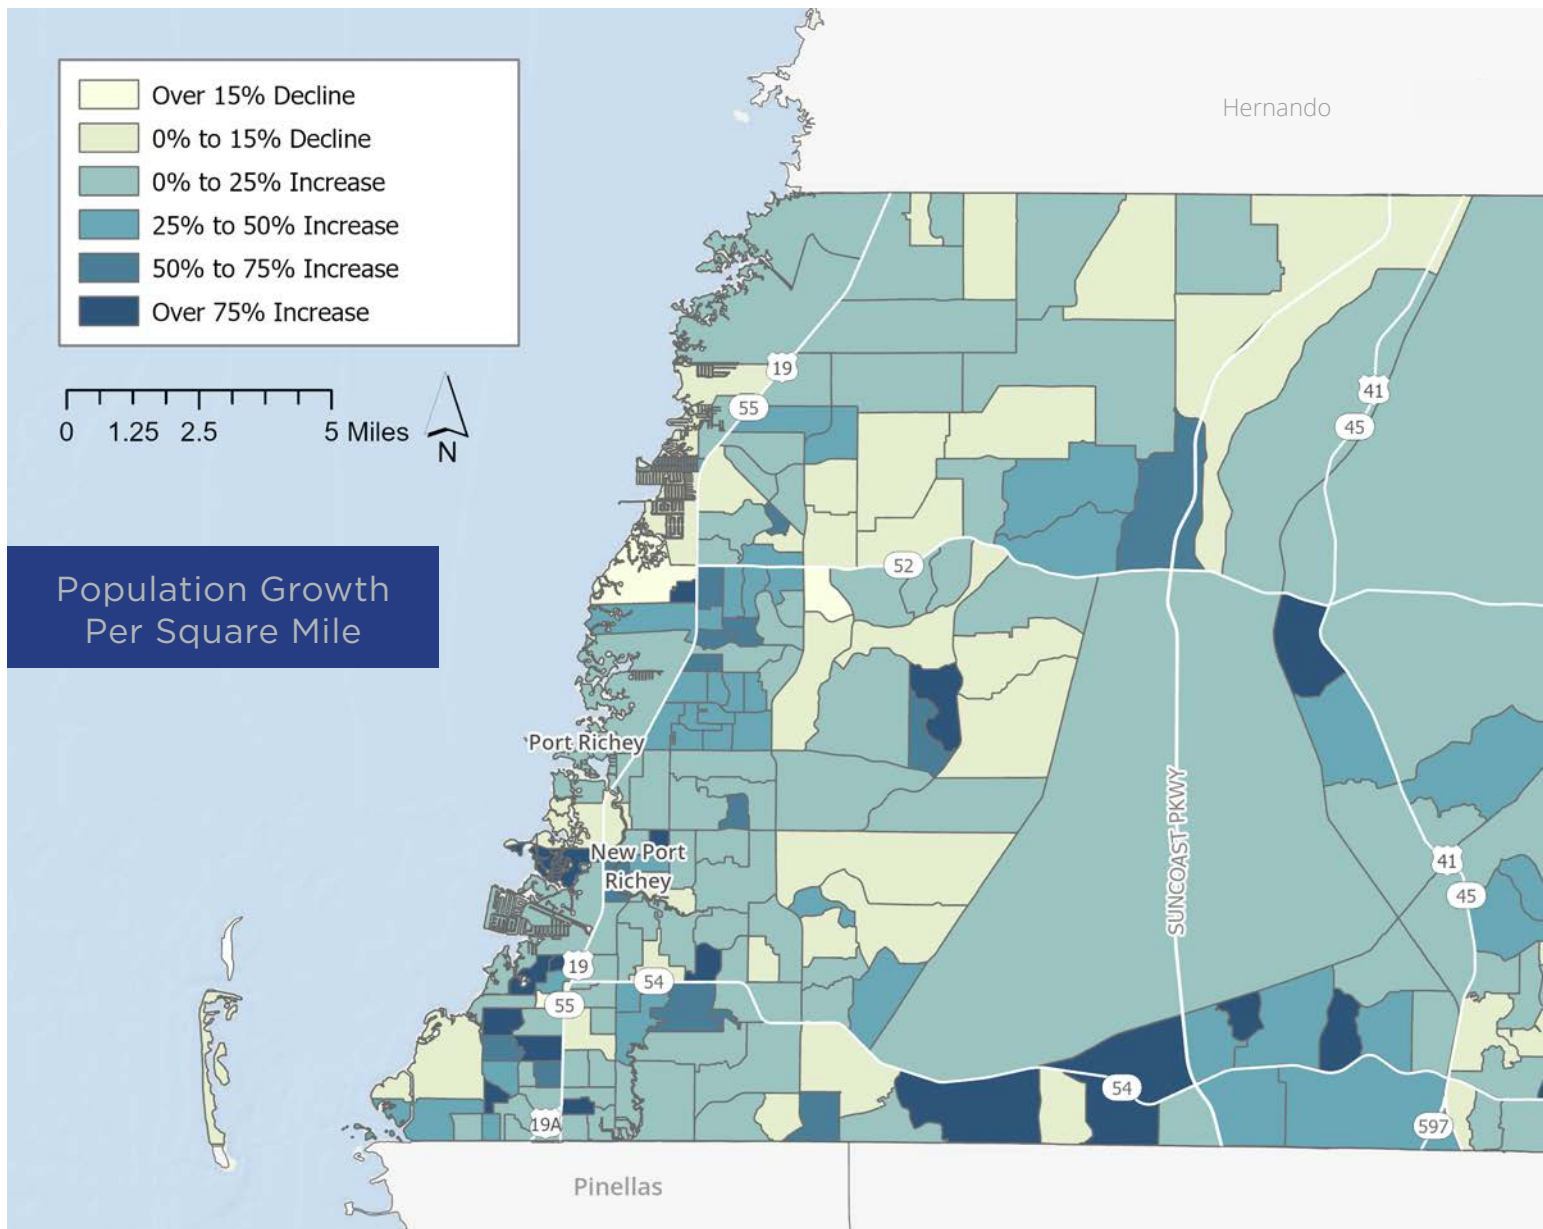 Over 15% Decline
0% to 15% Decline
0% to 25% Increase
25% to 50% Increase
50% to 75% Increase
Over 75% Increase
0 1.25 2.5 5 Miles
N
Hernando
Population Growth
Per Square Mile
19
55
41
45
52
Port Richey
SUNCOAST PKWY
New Port
Richey
41
45
19
54
55
54
19A
597
Pinellas